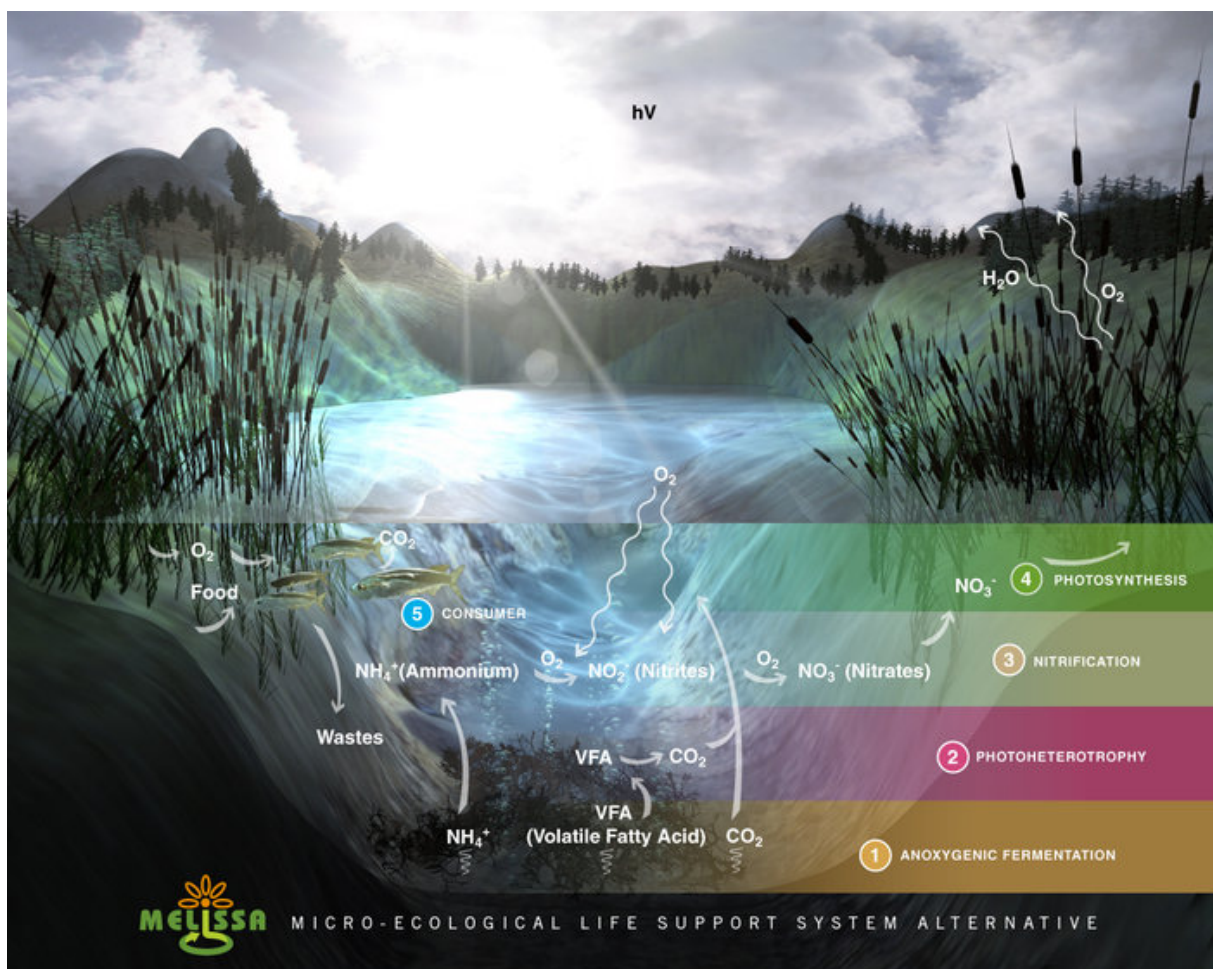 hV
H₂O
O₂
O₂
O₂
CO₂
Food
NO₃⁻
4 PHOTOSYNTHESIS
5 CONSUMER
NH₄⁺(Ammonium)
O₂
NO₂⁻ (Nitrites)
O₂
NO₃⁻ (Nitrates)
3 NITRIFICATION
Wastes
VFA
CO₂
2 PHOTOHETEROTROPHY
NH₄⁺
VFA
(Volatile Fatty Acid)
CO₂
1 ANOXYGENIC FERMENTATION
MELISSA
MICRO-ECOLOGICAL LIFE SUPPORT SYSTEM ALTERNATIVE